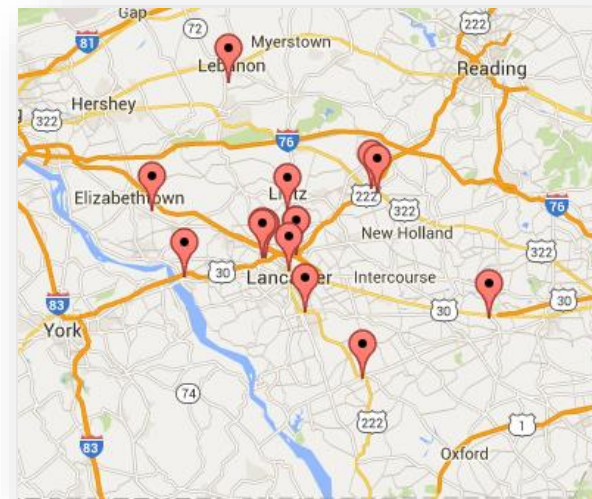 Gap
72
222
81
Myerstown
Lebanon
Reading
Hershey
322
76
Elizabethtown
Lititz
222
322
76
New Holland
322
30
Lancaster
Intercourse
30
30
83
York
74
222
1
83
Oxford